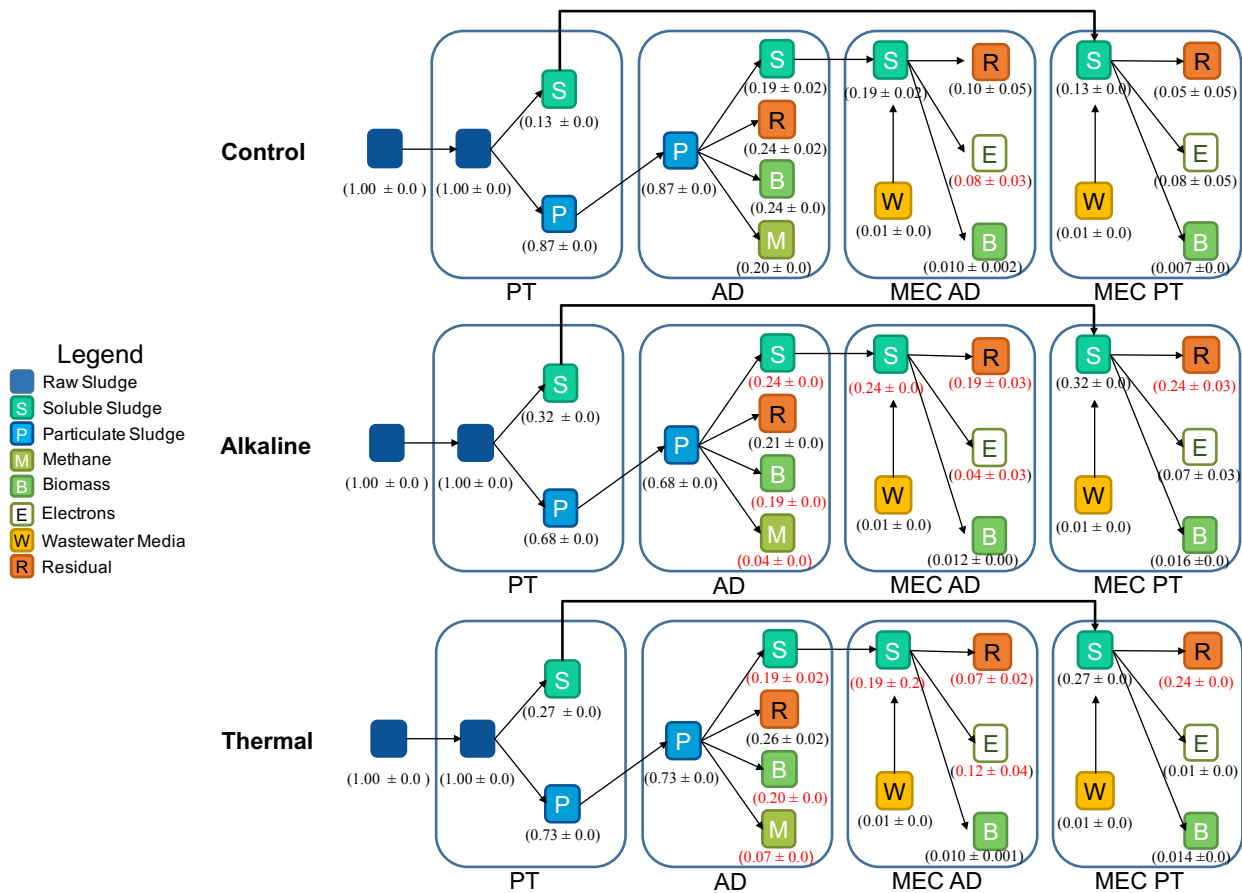 Control
S
(0.13 ± 0.0)
(1.00 ± 0.0 )
(1.00 ± 0.0)
P
(0.87 ± 0.0)
PT
P
(0.87 ± 0.0)
S
(0.19 ± 0.02)
R
(0.24 ± 0.02)
B
(0.24 ± 0.0)
M
(0.20 ± 0.0)
AD
S
(0.19 ± 0.02)
R
(0.10 ± 0.05)
E
(0.08 ± 0.03)
W
(0.01 ± 0.0)
B
(0.010 ± 0.002)
MEC AD
S
(0.13 ± 0.0)
R
(0.05 ± 0.05)
E
(0.08 ± 0.05)
W
(0.01 ± 0.0)
B
(0.007 ±0.0)
MEC PT
Legend
Raw Sludge
S Soluble Sludge
P Particulate Sludge
M Methane
B Biomass
E Electrons
W Wastewater Media
R Residual
Alkaline
S
(0.32 ± 0.0)
(1.00 ± 0.0 )
(1.00 ± 0.0)
P
(0.68 ± 0.0)
PT
P
(0.68 ± 0.0)
S
(0.24 ± 0.0)
R
(0.21 ± 0.0)
B
(0.19 ± 0.0)
M
(0.04 ± 0.0)
AD
S
(0.24 ± 0.0)
R
(0.19 ± 0.03)
E
(0.04 ± 0.03)
W
(0.01 ± 0.0)
B
(0.012 ± 0.00)
MEC AD
S
(0.32 ± 0.0)
R
(0.24 ± 0.03)
E
(0.07 ± 0.03)
W
(0.01 ± 0.0)
B
(0.016 ±0.0)
MEC PT
Thermal
S
(0.27 ± 0.0)
(1.00 ± 0.0 )
(1.00 ± 0.0)
P
(0.73 ± 0.0)
PT
P
(0.73 ± 0.0)
S
(0.19 ± 0.02)
R
(0.26 ± 0.02)
B
(0.20 ± 0.0)
M
(0.07 ± 0.0)
AD
S
(0.19 ± 0.2)
R
(0.07 ± 0.02)
E
(0.12 ± 0.04)
W
(0.01 ± 0.0)
B
(0.010 ± 0.001)
MEC AD
S
(0.27 ± 0.0)
R
(0.24 ± 0.0)
E
(0.01 ± 0.0)
W
(0.01 ± 0.0)
B
(0.014 ±0.0)
MEC PT